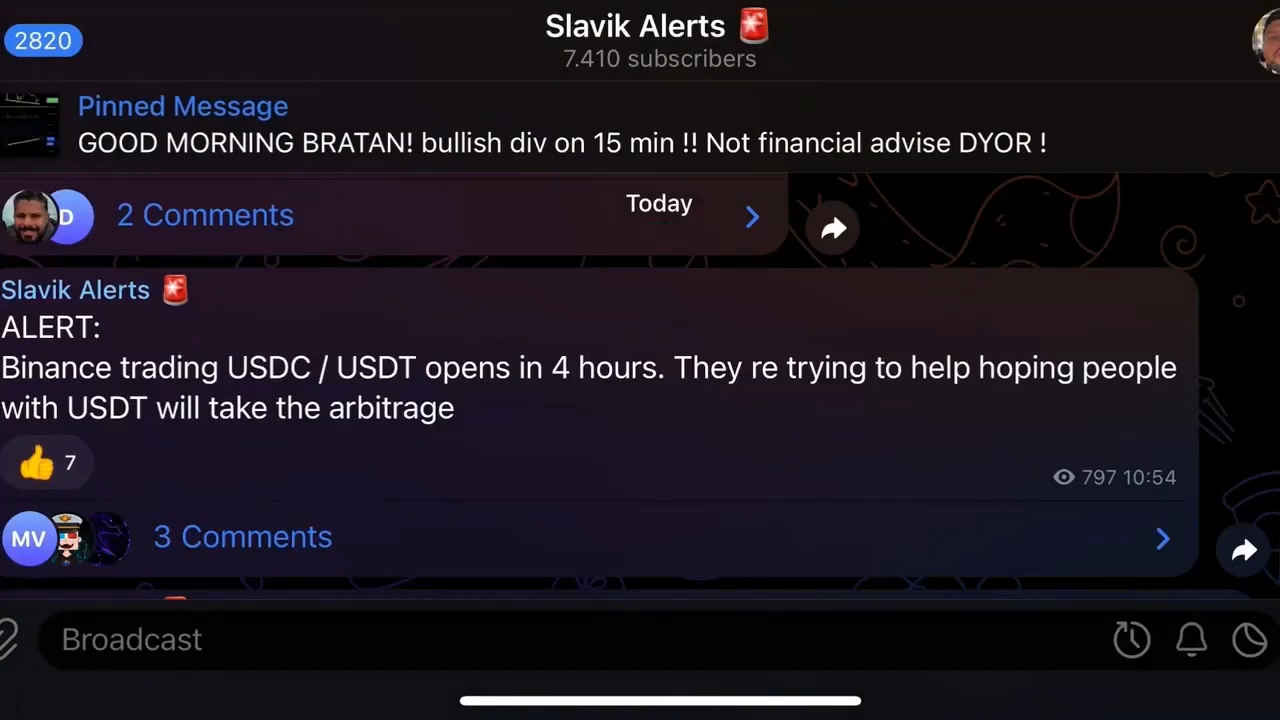 2820
Slavik Alerts 🚨
7.410 subscribers
Pinned Message
GOOD MORNING BRATAN! bullish div on 15 min !! Not financial advise DYOR !
D
2 Comments
Today
Slavik Alerts 🚨
ALERT:
Binance trading USDC / USDT opens in 4 hours. They re trying to help hoping people
with USDT will take the arbitrage
👍 7
797 10:54
MV
3 Comments
Broadcast